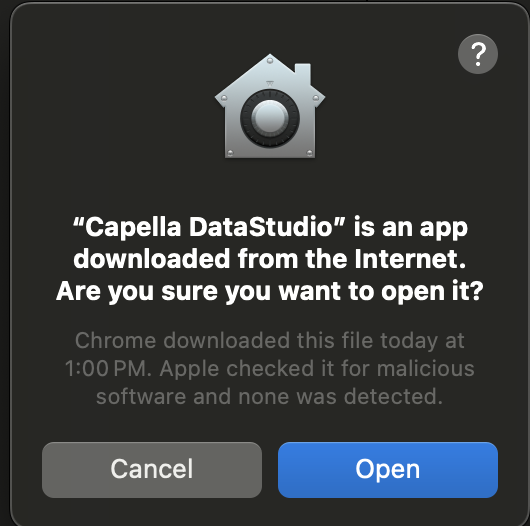 ?
“Capella DataStudio” is an app
downloaded from the Internet.
Are you sure you want to open it?
Chrome downloaded this file today at
1:00 PM. Apple checked it for malicious
software and none was detected.
Cancel
Open